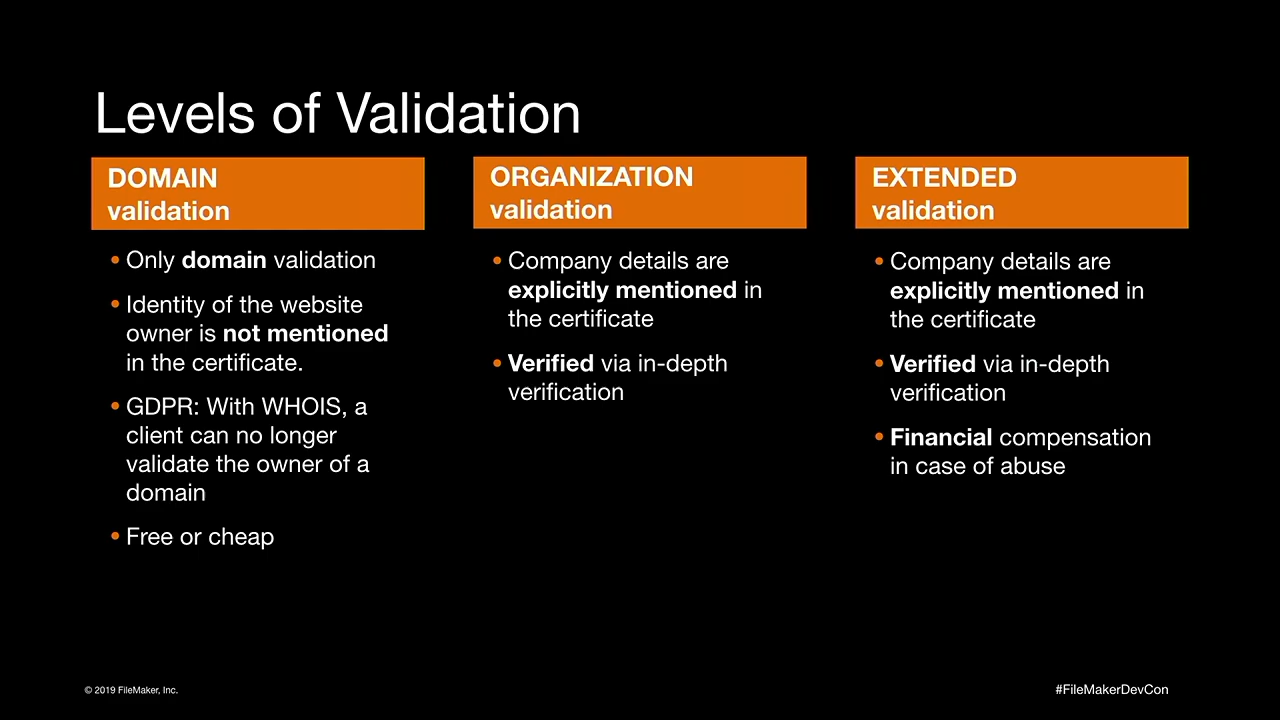 Levels of Validation
DOMAIN
validation
• Only domain validation
• Identity of the website
owner is not mentioned
in the certificate.
• GDPR: With WHOIS, a
client can no longer
validate the owner of a
domain
• Free or cheap
ORGANIZATION
validation
• Company details are
explicitly mentioned in
the certificate
• Verified via in-depth
verification
EXTENDED
validation
• Company details are
explicitly mentioned in
the certificate
• Verified via in-depth
verification
• Financial compensation
in case of abuse
© 2019 FileMaker, Inc.
#FileMakerDevCon